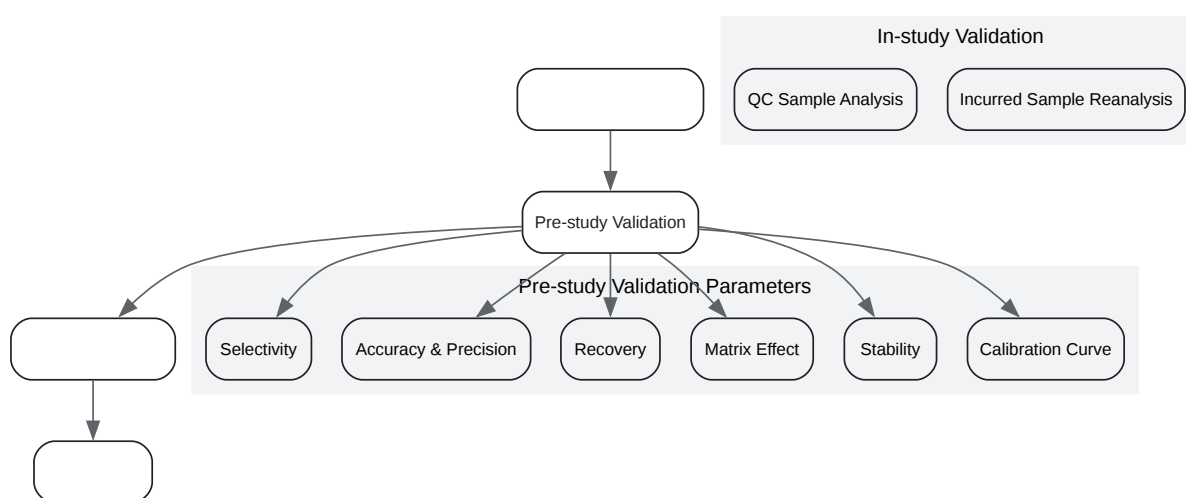 In-study Validation
QC Sample Analysis
Incurred Sample Reanalysis
Pre-study Validation
Pre-study Validation Parameters
Selectivity
Accuracy & Precision
Recovery
Matrix Effect
Stability
Calibration Curve